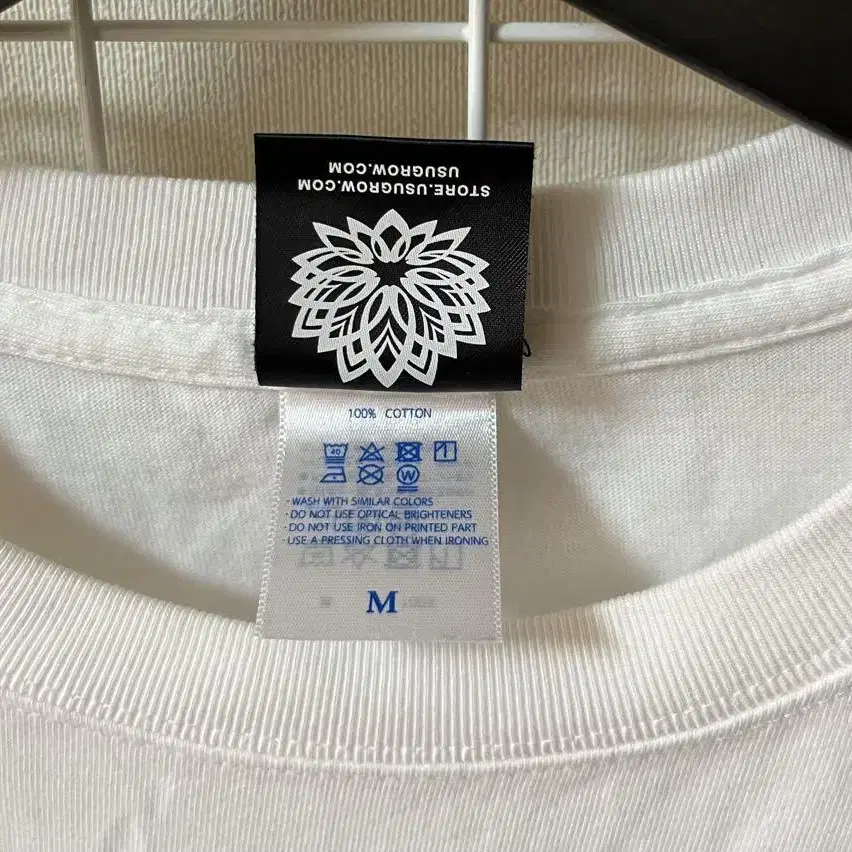 USUGROW.COM
STORE.USUGROW.COM
100% COTTON
40
1
W
· WASH WITH SIMILAR COLORS
· DO NOT USE OPTICAL BRIGHTENERS
· DO NOT USE IRON ON PRINTED PART
· USE A PRESSING CLOTH WHEN IRONING
M